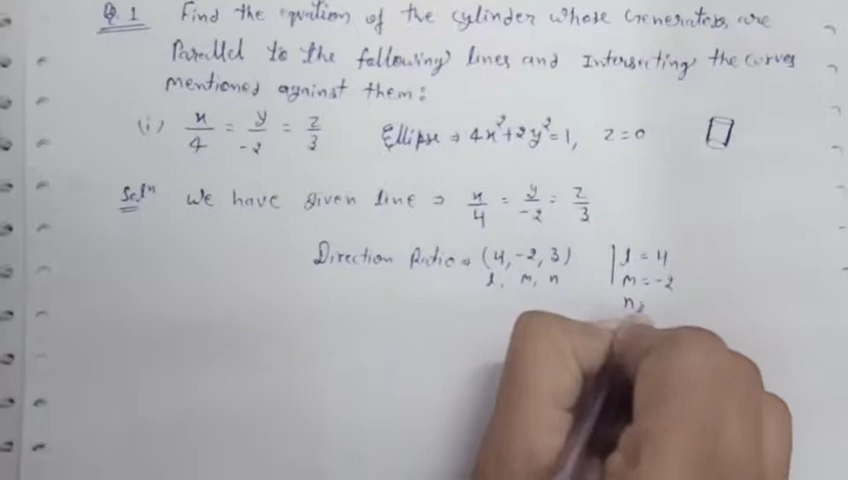 Q.1 Find the equation of the cylinder whose Generators are
Parallel to the following lines and Intersecting the curves
mentioned against them:
(i) x/4 = y/-2 = z/3 Ellipse ⇒ 4x²+2y²=1, z=0
Solⁿ We have given line ⇒ x/4 = y/-2 = z/3
Direction Ratio ⇒ (4, -2, 3) | l = 4
l, m, n | m = -2
n =